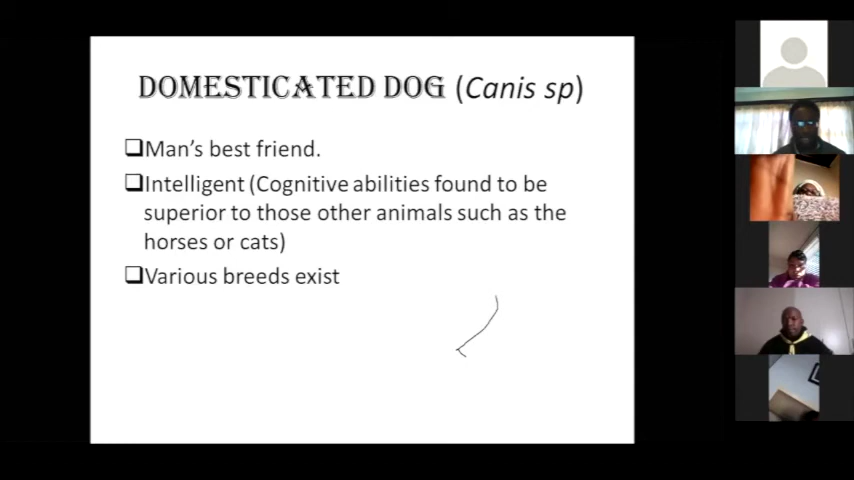 DOMESTICATED DOG (Canis sp)
Man's best friend.
Intelligent (Cognitive abilities found to be
superior to those other animals such as the
horses or cats)
Various breeds exist